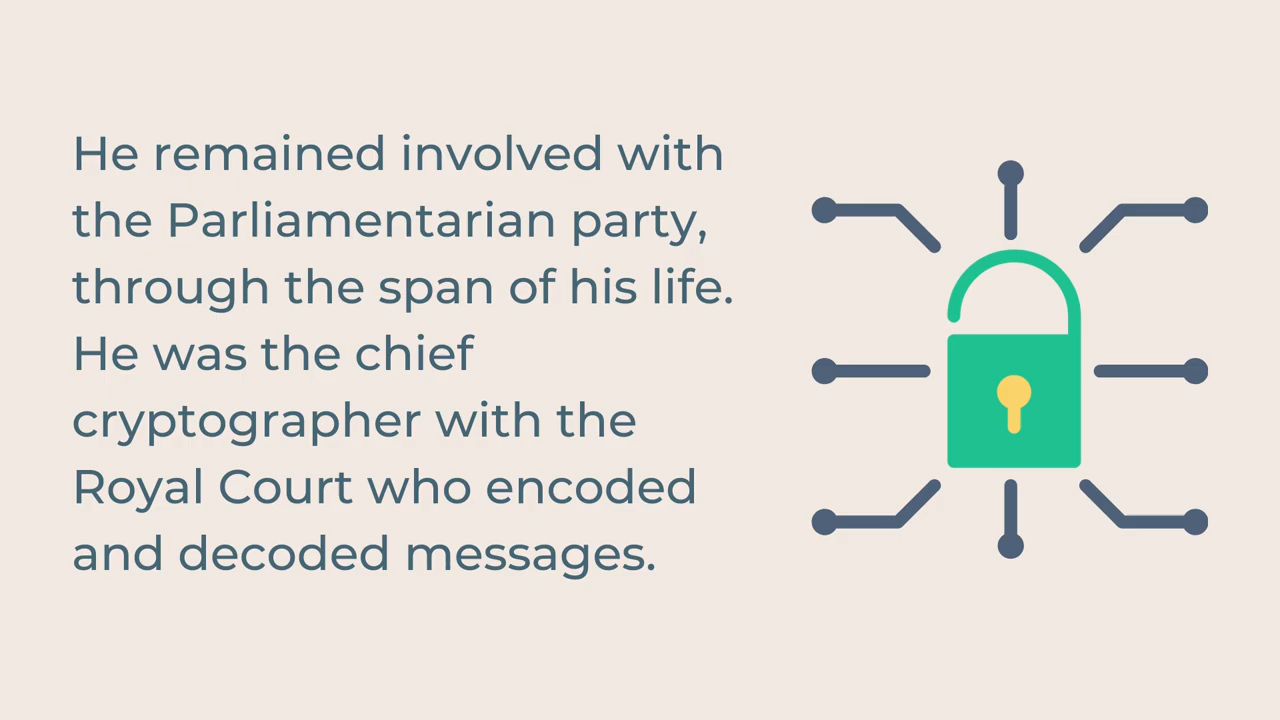 He remained involved with
the Parliamentarian party,
through the span of his life.
He was the chief
cryptographer with the
Royal Court who encoded
and decoded messages.